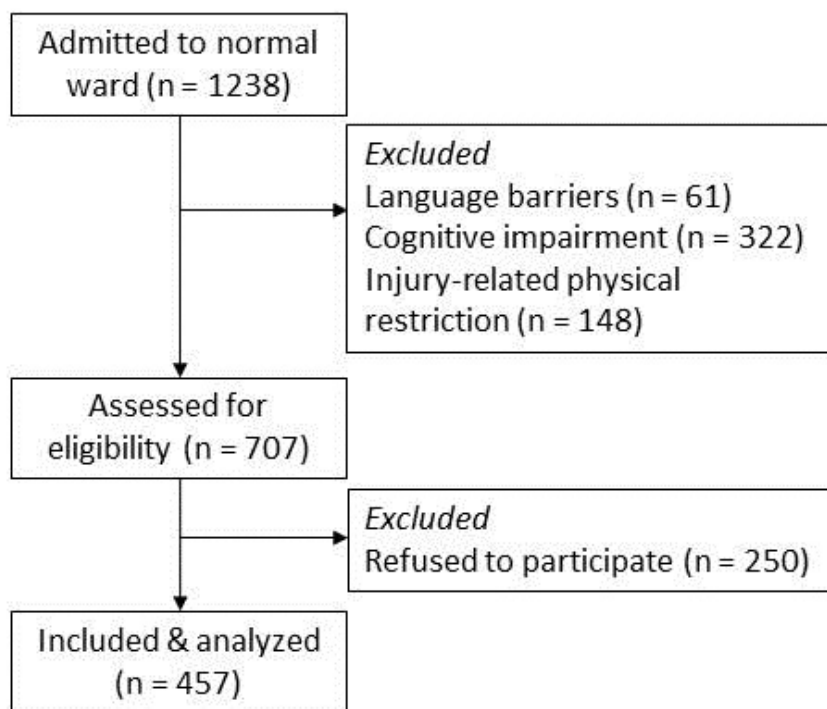 Admitted to normal
ward (n = 1238)
Excluded
Language barriers (n = 61)
Cognitive impairment (n = 322)
Injury-related physical
restriction (n = 148)
Assessed for
eligibility (n = 707)
Excluded
Refused to participate (n = 250)
Included & analyzed
(n = 457)